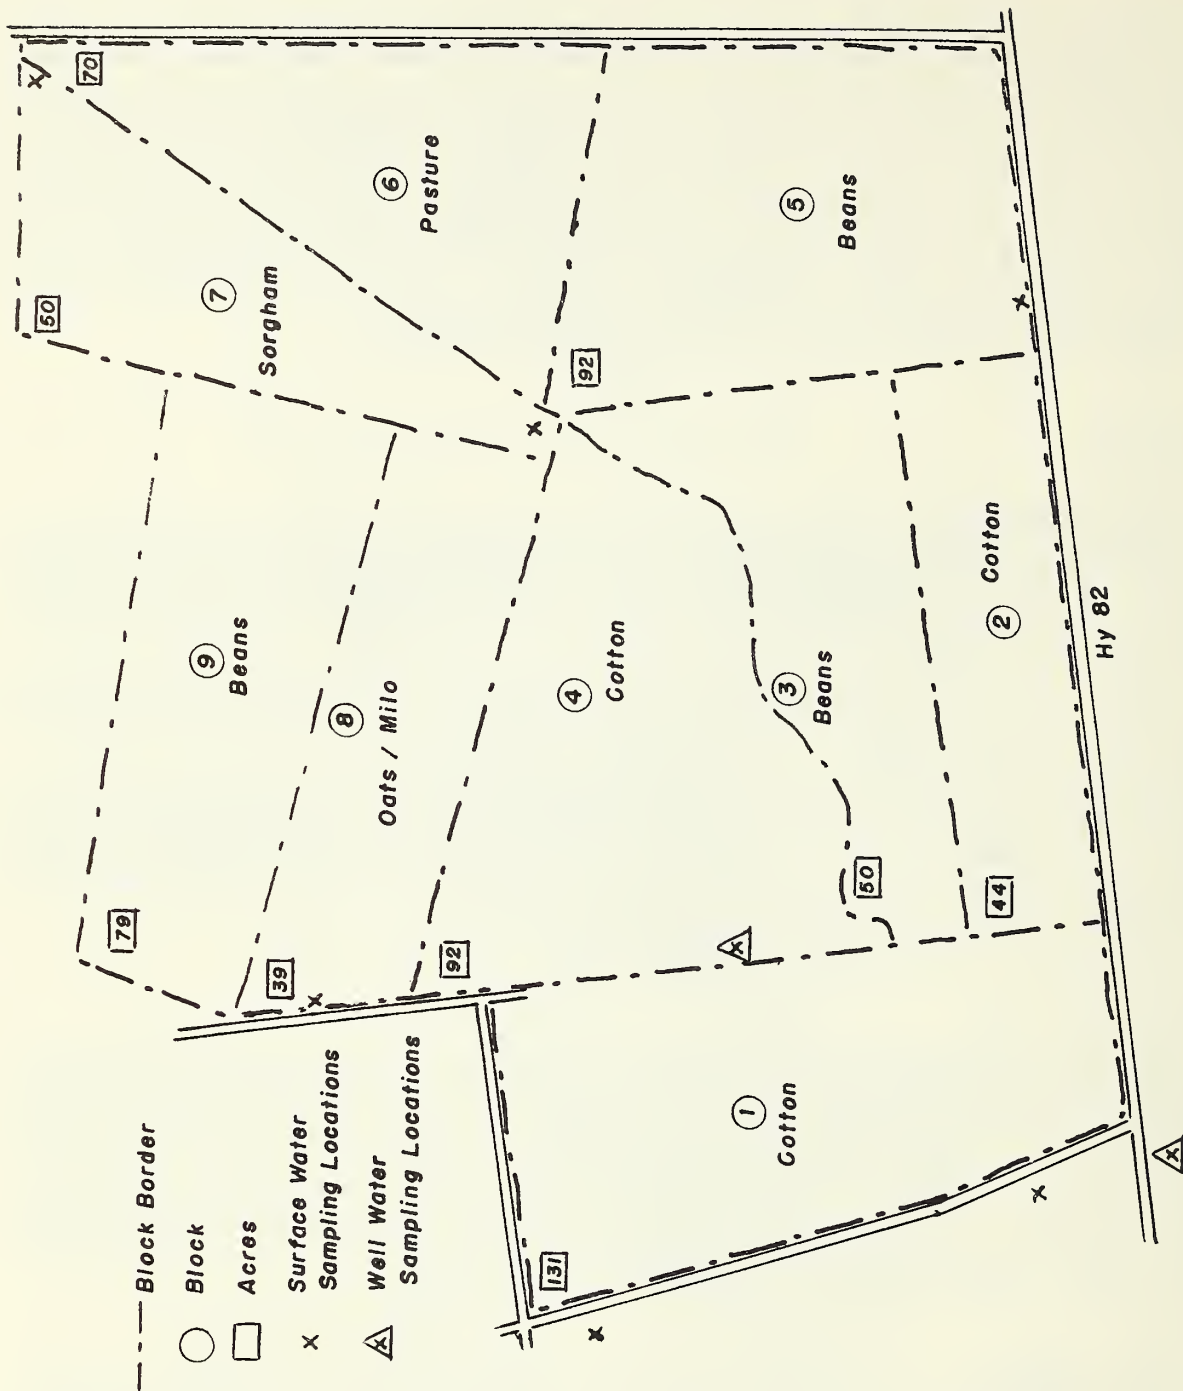 Block Border
Block
Acres
Surface Water
Sampling Locations
x
Well Water
Sampling Locations
x
131
1
Cotton
x
x
x
x
79
39
x
92
9
Beans
8
Oats / Milo
4
Cotton
50
3
Beans
44
2
Cotton
Hy 82
50
7
Sorgham
x
92
x
70
6
Pasture
5
Beans
x